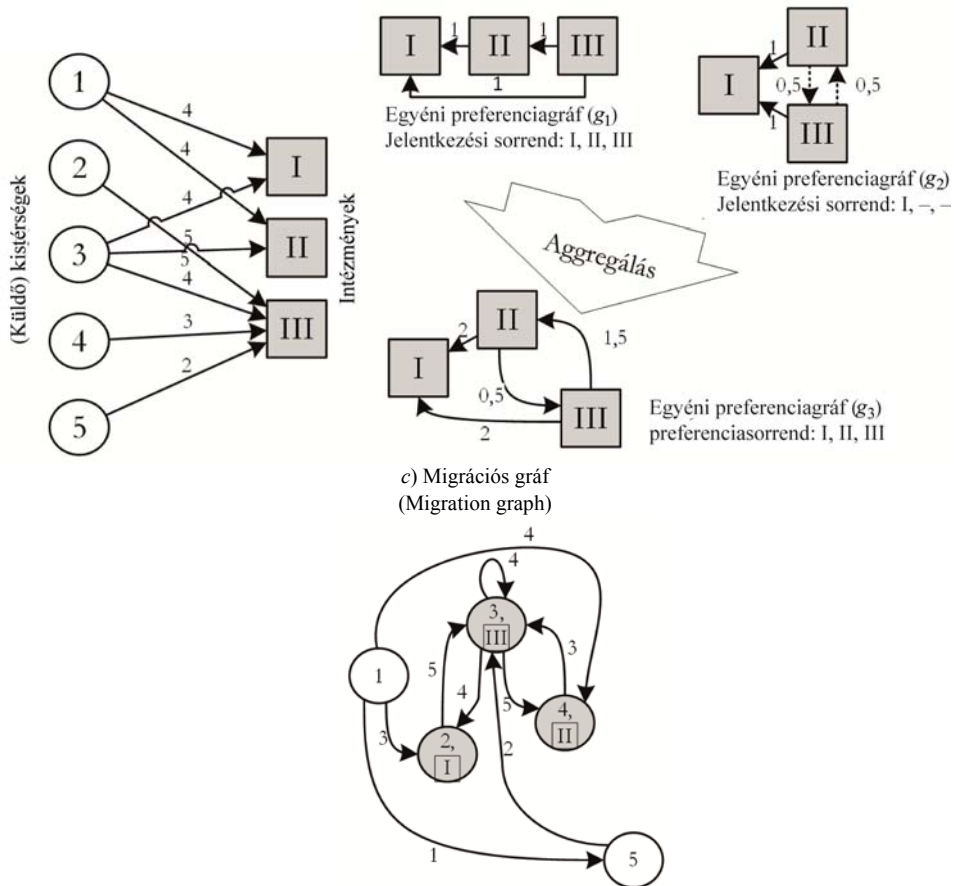 (Küldő) kistérségek
1
2
3
4
5
4
4
4
5
5
4
3
2
I
II
III
Intézmények
I
II
III
1
1
1
Egyéni preferenciagráf (g1)
Jelentkezési sorrend: I, II, III
I
II
III
1
1
0,5
0,5
Egyéni preferenciagráf (g2)
Jelentkezési sorrend: I, –, –
Aggregálás
I
II
III
2
0,5
1,5
2
Egyéni preferenciagráf (g3)
preferenciasorrend: I, II, III
c) Migrációs gráf
(Migration graph)
4
4
3,
III
1
5
4
5
3
3
2,
I
4,
II
2
1
5